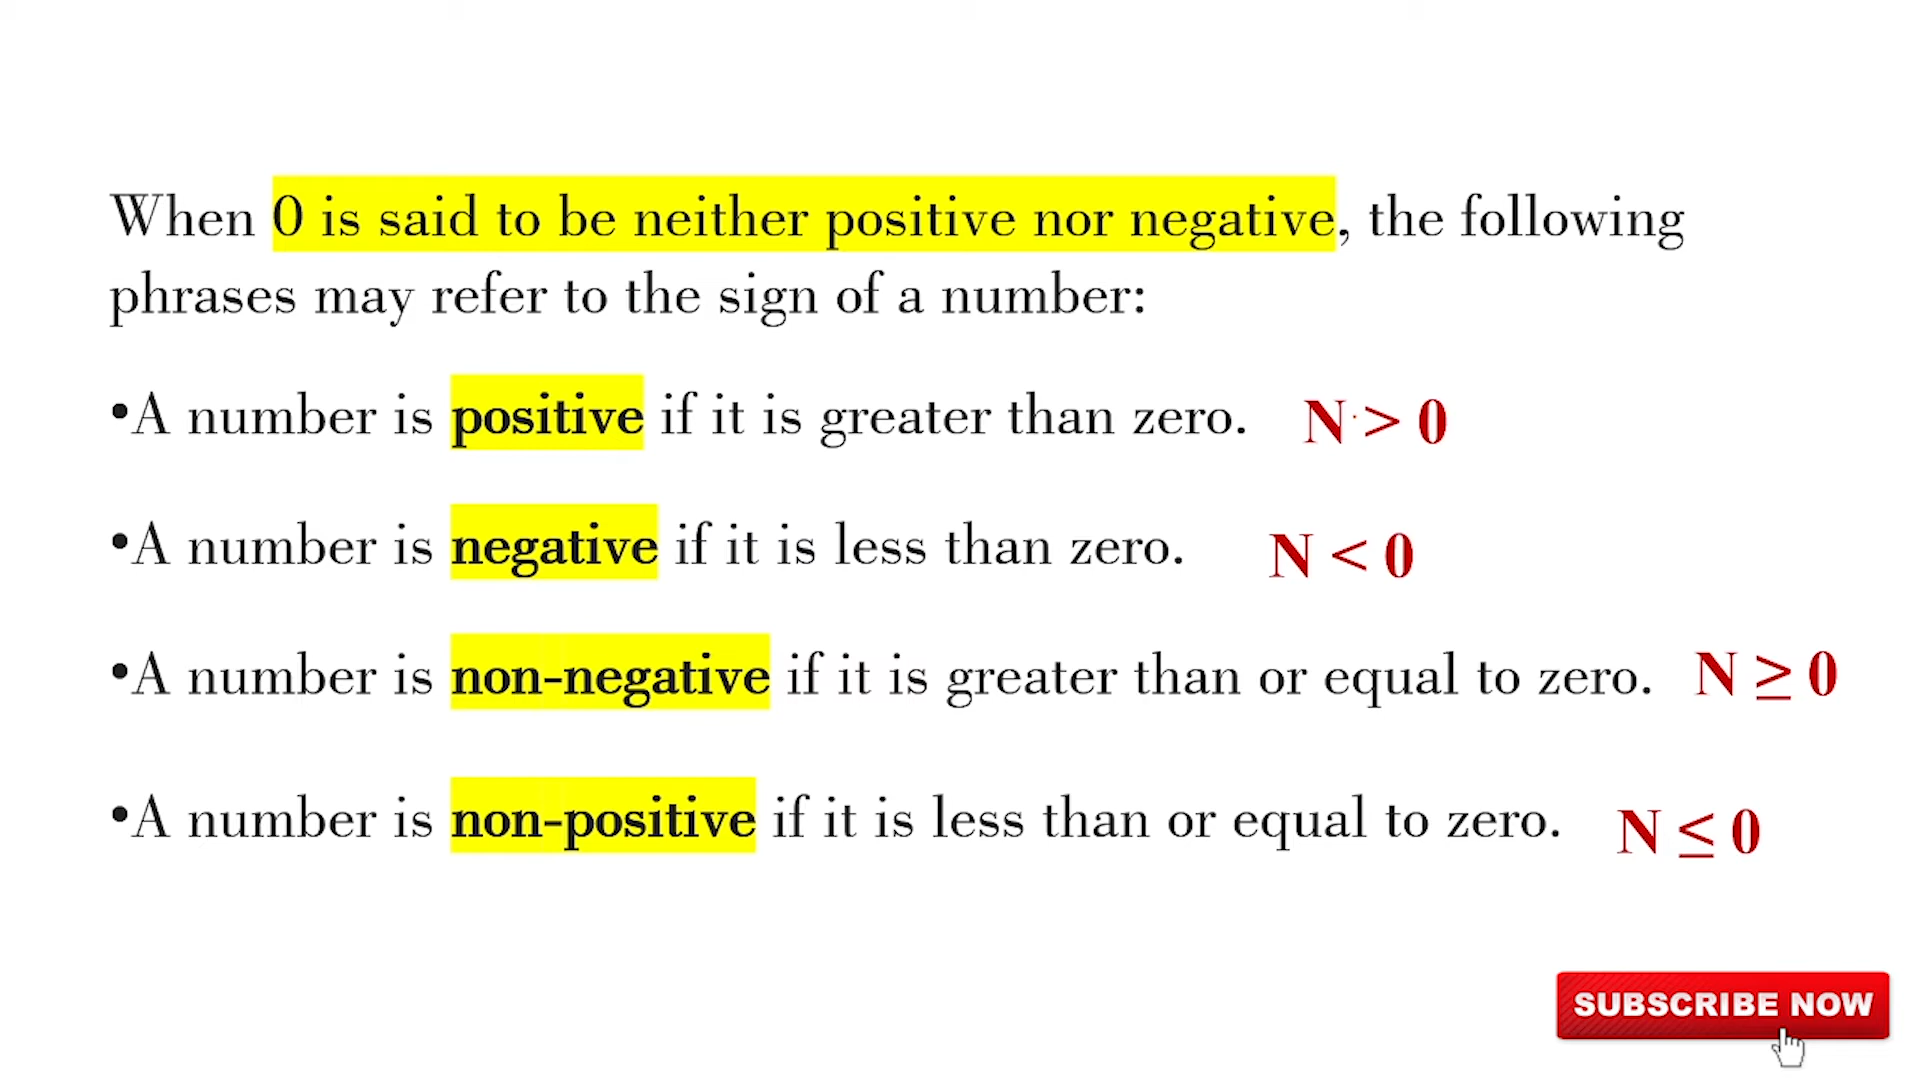 When 0 is said to be neither positive nor negative, the following
phrases may refer to the sign of a number:
•A number is positive if it is greater than zero. N > 0
•A number is negative if it is less than zero. N < 0
•A number is non-negative if it is greater than or equal to zero. N ≥ 0
•A number is non-positive if it is less than or equal to zero. N ≤ 0
SUBSCRIBE NOW